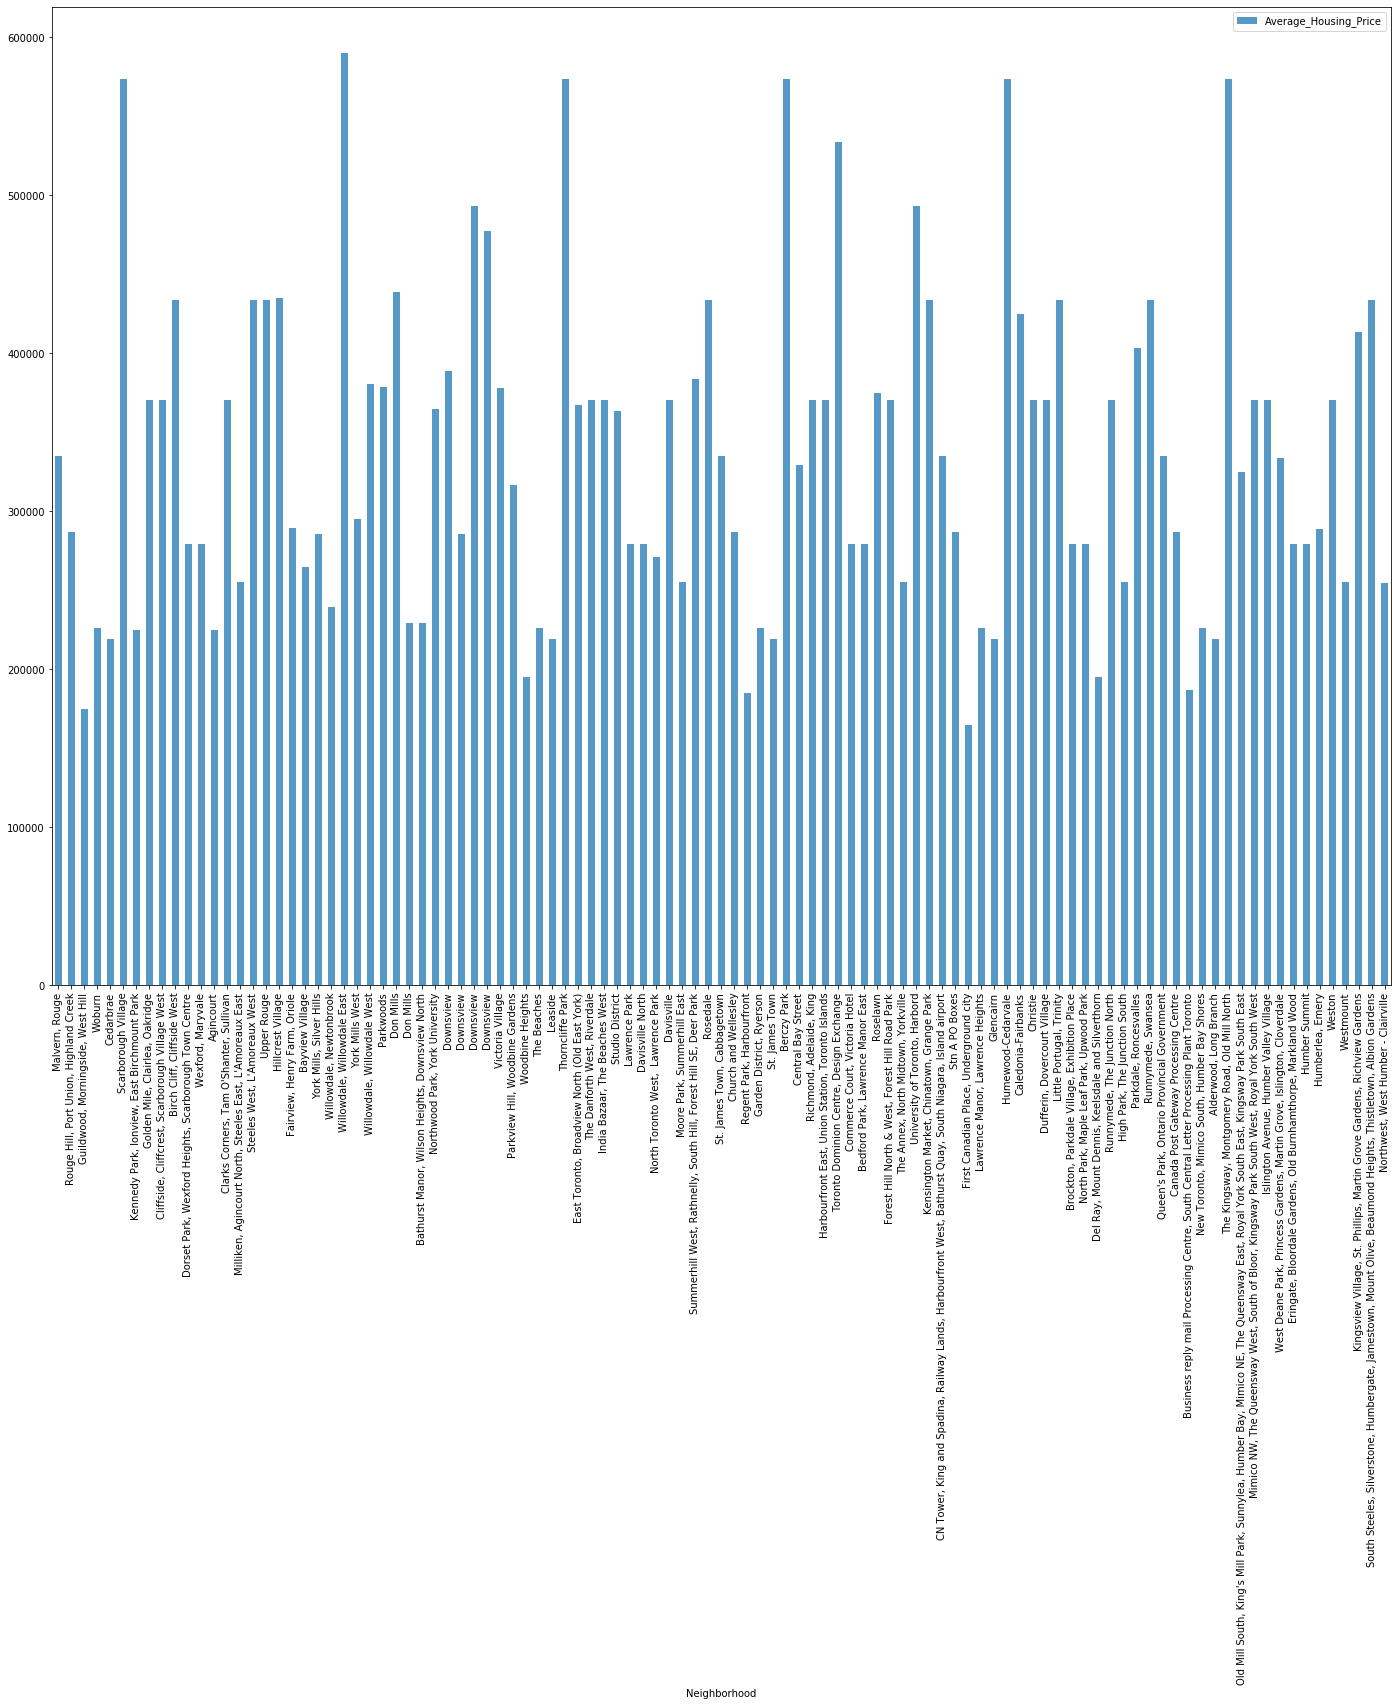 Average_Housing_Price
600000
500000
400000
300000
200000
100000
0
Malvern, Rouge
Rouge Hill, Port Union, Highland Creek
Guildwood, Morningside, West Hill
Woburn
Cedarbrae
Scarborough Village
Kennedy Park, Ionview, East Birchmount Park
Golden Mile, Clairlea, Oakridge
Cliffside, Cliffcrest, Scarborough Village West
Birch Cliff, Cliffside West
Dorset Park, Wexford Heights, Scarborough Town Centre
Wexford, Maryvale
Agincourt
Clarks Corners, Tam O'Shanter, Sullivan
Milliken, Agincourt North, Steeles East, L'Amoreaux East
Steeles West, L'Amoreaux West
Upper Rouge
Hillcrest Village
Fairview, Henry Farm, Oriole
Bayview Village
York Mills, Silver Hills
Willowdale, Newtonbrook
Willowdale, Willowdale East
York Mills West
Willowdale, Willowdale West
Parkwoods
Don Mills
Don Mills
Bathurst Manor, Wilson Heights, Downsview North
Northwood Park, York University
Downsview
Downsview
Downsview
Downsview
Victoria Village
Parkview Hill, Woodbine Gardens
Woodbine Heights
The Beaches
Leaside
Thorncliffe Park
East Toronto, Broadview North (Old East York)
The Danforth West, Riverdale
India Bazaar, The Beaches West
Studio District
Lawrence Park
Davisville North
North Toronto West,  Lawrence Park
Davisville
Moore Park, Summerhill East
Summerhill West, Rathnelly, South Hill, Forest Hill SE, Deer Park
Rosedale
St. James Town, Cabbagetown
Church and Wellesley
Regent Park, Harbourfront
Garden District, Ryerson
St. James Town
Berczy Park
Central Bay Street
Richmond, Adelaide, King
Harbourfront East, Union Station, Toronto Islands
Toronto Dominion Centre, Design Exchange
Commerce Court, Victoria Hotel
Bedford Park, Lawrence Manor East
Roselawn
Forest Hill North & West, Forest Hill Road Park
The Annex, North Midtown, Yorkville
University of Toronto, Harbord
Kensington Market, Chinatown, Grange Park
CN Tower, King and Spadina, Railway Lands, Harbourfront West, Bathurst Quay, South Niagara, Island airport
Stn A PO Boxes
First Canadian Place, Underground city
Lawrence Manor, Lawrence Heights
Glencairn
Humewood-Cedarvale
Caledonia-Fairbanks
Christie
Dufferin, Dovercourt Village
Little Portugal, Trinity
Brockton, Parkdale Village, Exhibition Place
North Park, Maple Leaf Park, Upwood Park
Del Ray, Mount Dennis, Keelsdale and Silverthorn
Runnymede, The Junction North
High Park, The Junction South
Parkdale, Roncesvalles
Runnymede, Swansea
Queen's Park, Ontario Provincial Government
Canada Post Gateway Processing Centre
Business reply mail Processing Centre, South Central Letter Processing Plant Toronto
New Toronto, Mimico South, Humber Bay Shores
Alderwood, Long Branch
The Kingsway, Montgomery Road, Old Mill North
Old Mill South, King's Mill Park, Sunnylea, Humber Bay, Mimico NE, The Queensway East, Royal York South East, Kingsway Park South East
Mimico NW, The Queensway West, South of Bloor, Kingsway Park South West, Royal York South West
Islington Avenue, Humber Valley Village
West Deane Park, Princess Gardens, Martin Grove, Islington, Cloverdale
Eringate, Bloordale Gardens, Old Burnhamthorpe, Markland Wood
Humber Summit
Humberlea, Emery
Weston
Westmount
Kingsview Village, St. Phillips, Martin Grove Gardens, Richview Gardens
South Steeles, Silverstone, Humbergate, Jamestown, Mount Olive, Beaumond Heights, Thistletown, Albion Gardens
Northwest, West Humber - Clairville
Neighborhood